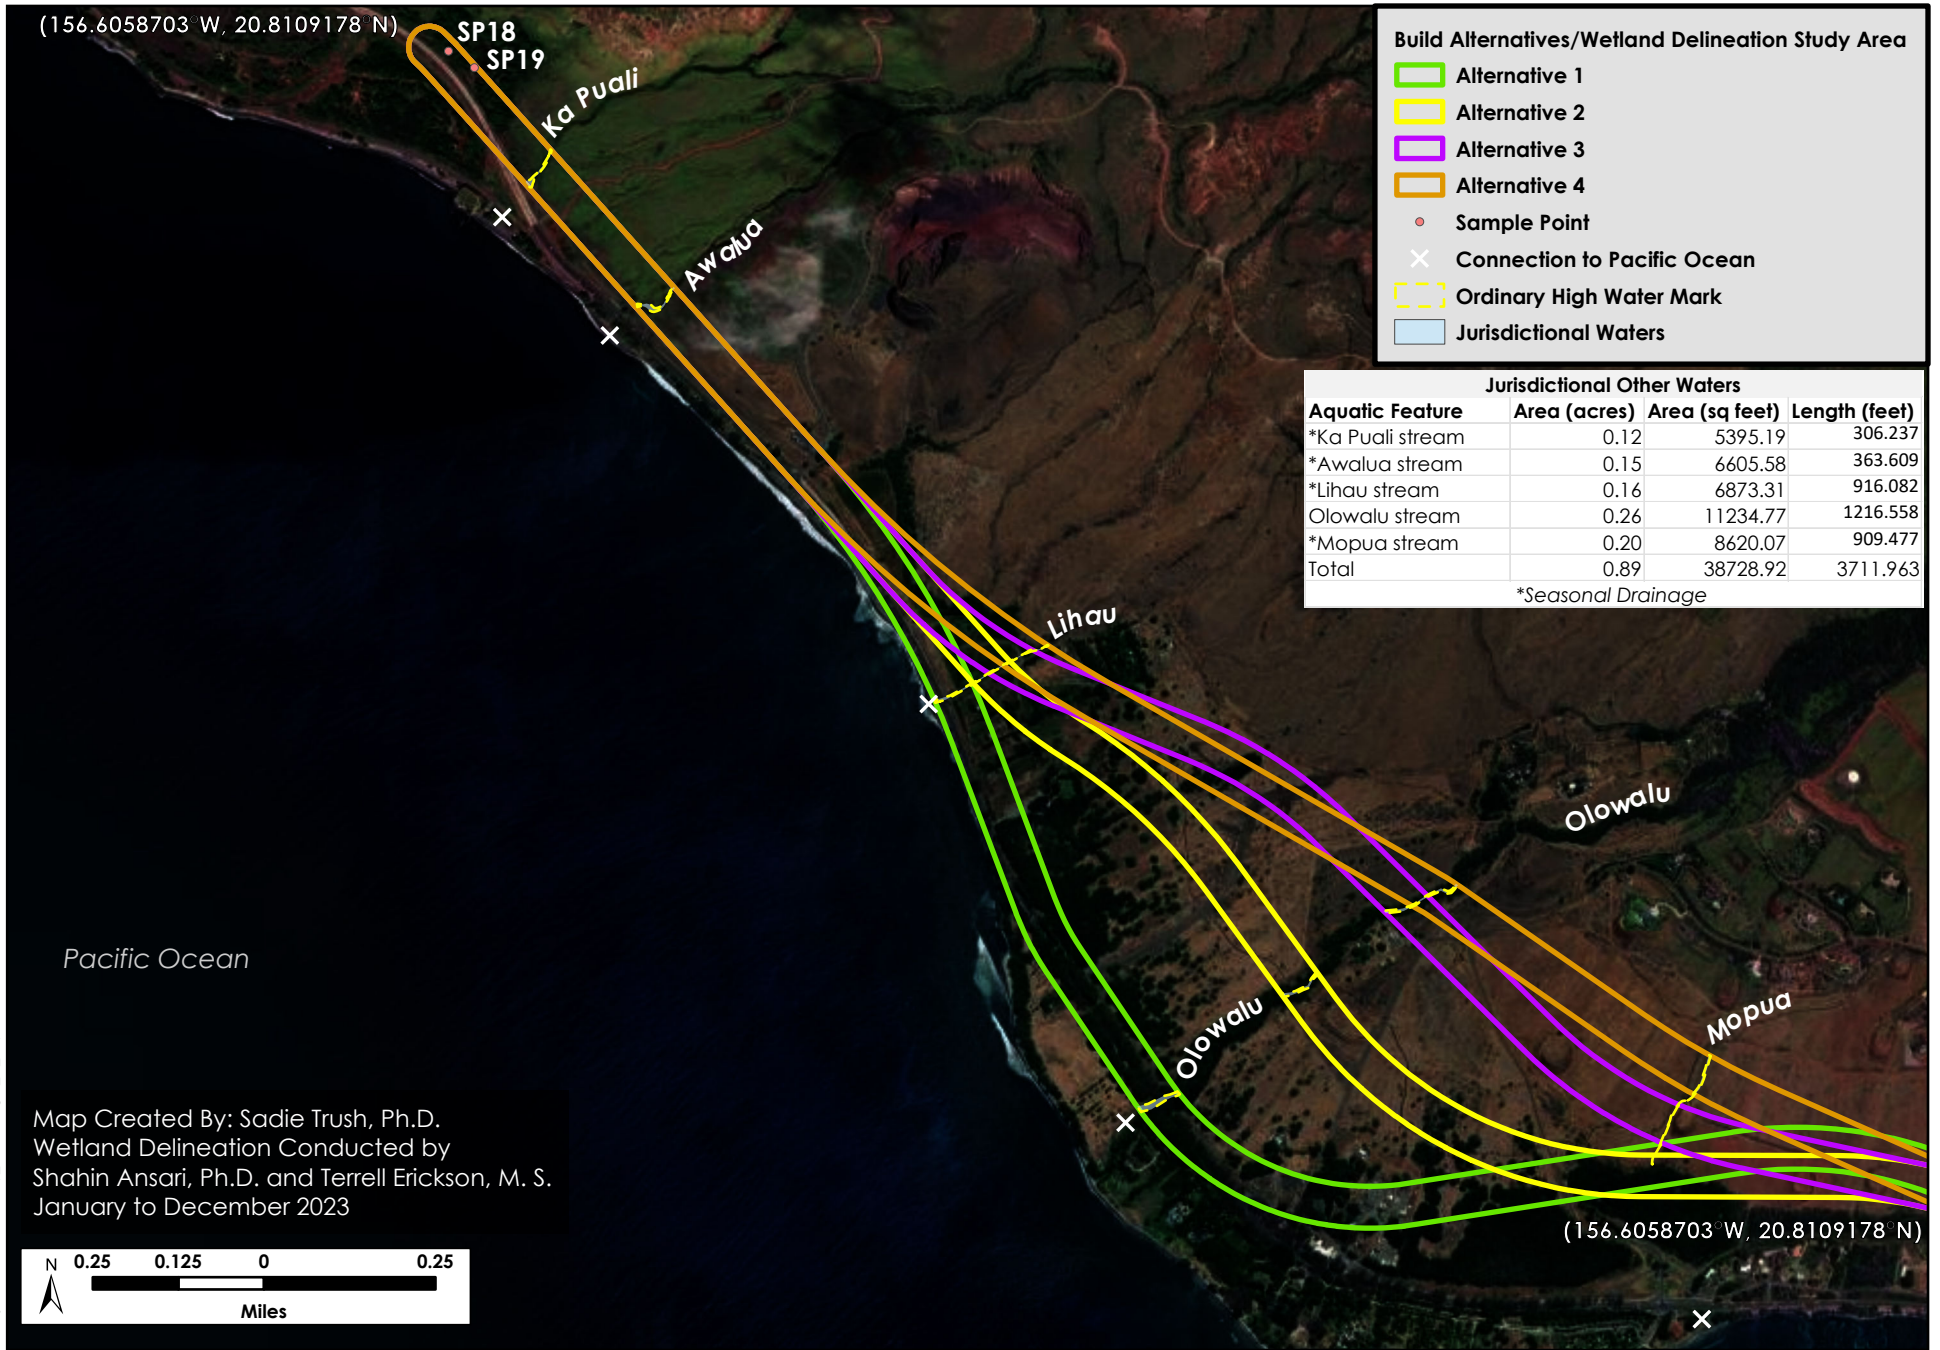 (156.6058703°W, 20.8109178°N)
SP18
SP19
Ka Puali
Awalua
Lihau
Olowalu
Olowalu
Mopua
Pacific Ocean
Build Alternatives/Wetland Delineation Study Area
Alternative 1
Alternative 2
Alternative 3
Alternative 4
Sample Point
Connection to Pacific Ocean
Ordinary High Water Mark
Jurisdictional Waters
Jurisdictional Other Waters
Aquatic Feature Area (acres) Area (sq feet) Length (feet)
*Ka Puali stream 0.12 5395.19 306.237
*Awalua stream 0.15 6605.58 363.609
*Lihau stream 0.16 6873.31 916.082
Olowalu stream 0.26 11234.77 1216.558
*Mopua stream 0.20 8620.07 909.477
Total 0.89 38728.92 3711.963
*Seasonal Drainage
Map Created By: Sadie Trush, Ph.D.
Wetland Delineation Conducted by
Shahin Ansari, Ph.D. and Terrell Erickson, M. S.
January to December 2023
(156.6058703°W, 20.8109178°N)
N 0.25 0.125 0 0.25
Miles